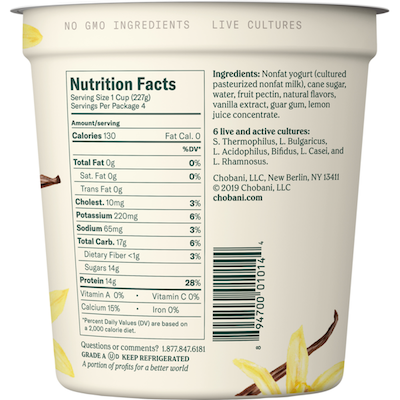 NO GMO INGREDIENTS LIVE CULTURES
Nutrition Facts
Serving Size 1 Cup (227g)
Servings Per Package 4
Amount/serving
Calories 130 Fat Cal. 0
%DV*
Total Fat 0g 0%
Sat. Fat 0g 0%
Trans Fat 0g
Cholest. 10mg 3%
Potassium 220mg 6%
Sodium 65mg 3%
Total Carb. 17g 6%
Dietary Fiber <1g 3%
Sugars 14g
Protein 14g 28%
Vitamin A 0% • Vitamin C 0%
Calcium 15% • Iron 0%
*Percent Daily Values (DV) are based on
a 2,000 calorie diet.
Questions or comments? 1.877.847.6181
GRADE A Ⓤ D KEEP REFRIGERATED
A portion of profits for a better world
Ingredients: Nonfat yogurt (cultured
pasteurized nonfat milk), cane sugar,
water, fruit pectin, natural flavors,
vanilla extract, guar gum, lemon
juice concentrate.
6 live and active cultures:
S. Thermophilus, L. Bulgaricus,
L. Acidophilus, Bifidus, L. Casei, and
L. Rhamnosus.
Chobani, LLC, New Berlin, NY 13411
© 2019 Chobani, LLC
chobani.com
8 94700 01014 4